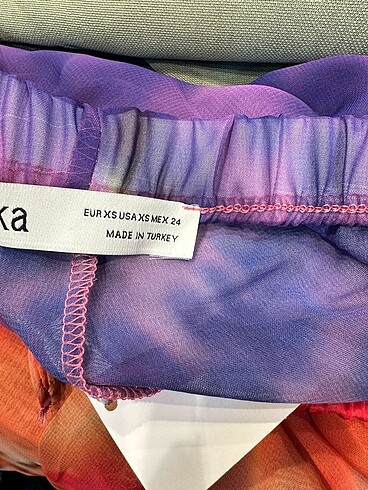 ka
EUR XS USA XS MEX 24
MADE IN TURKEY